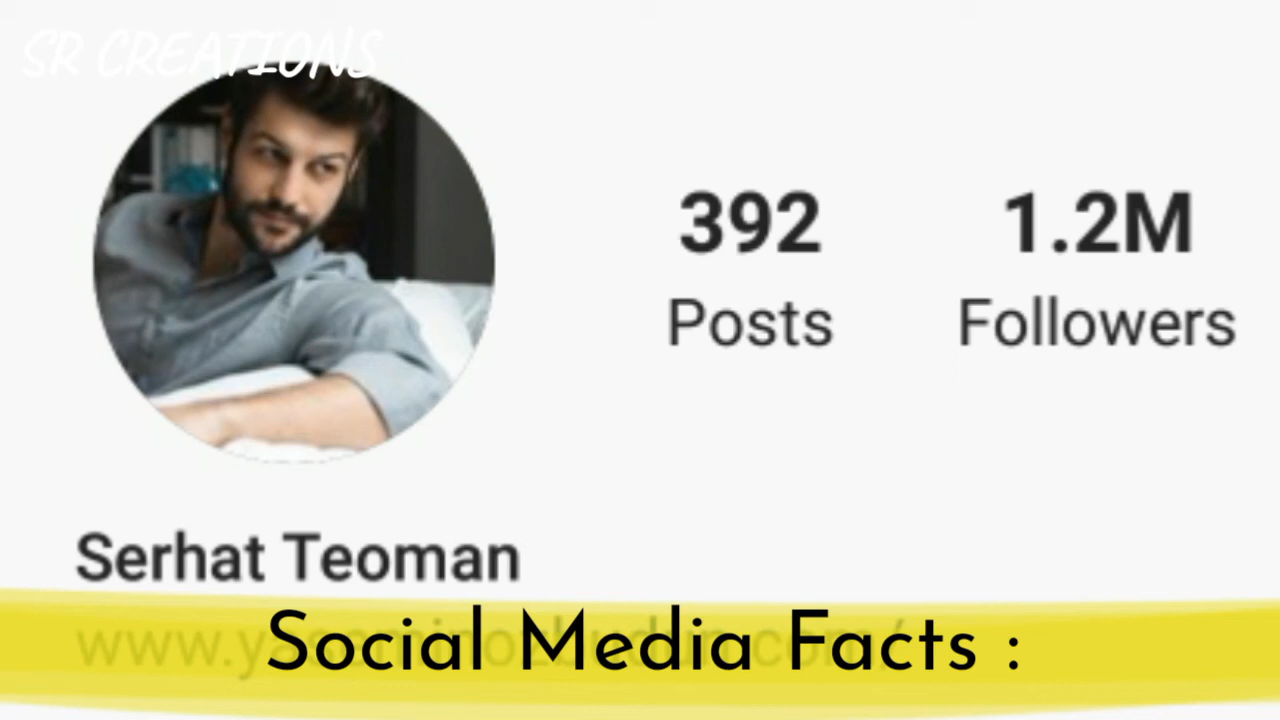 SR CREATIONS
392
1.2M
Posts
Followers
Serhat Teoman
Social Media Facts :